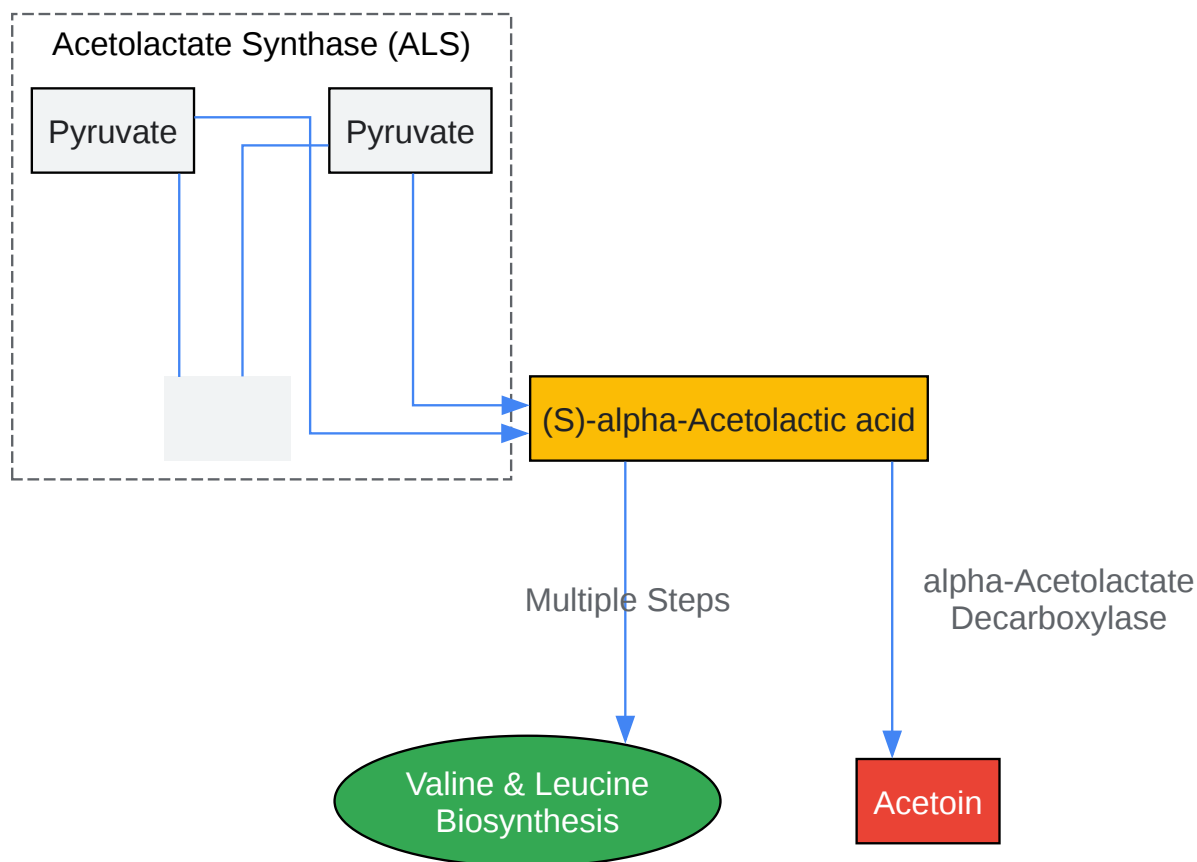 Acetolactate Synthase (ALS)
Pyruvate
Pyruvate
(S)-alpha-Acetolactic acid
Multiple Steps
alpha-Acetolactate
Decarboxylase
Valine & Leucine
Biosynthesis
Acetoin